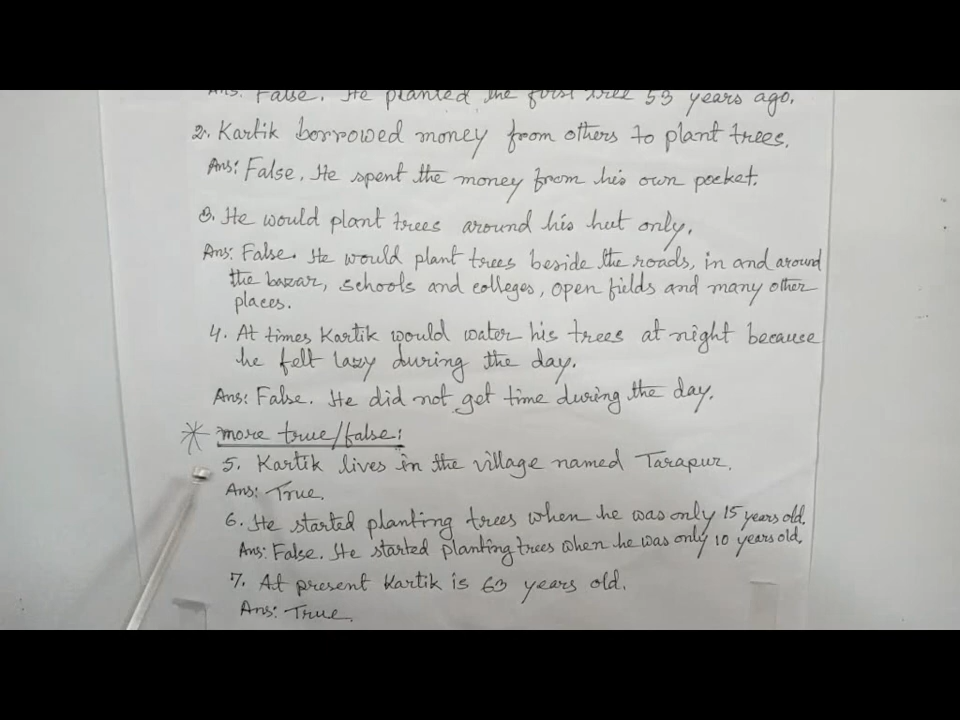 Ans: False. He planted the first tree 53 years ago.
2. Kartik borrowed money from others to plant trees.
Ans: False. He spent the money from his own pocket.
3. He would plant trees around his hut only.
Ans: False. He would plant trees beside the roads, in and around
the bazar, schools and colleges, open fields and many other
places.
4. At times Kartik would water his trees at night because
he felt lazy during the day.
Ans: False. He did not get time during the day.
* more true/false:
5. Kartik lives in the village named Tarapur.
Ans: True.
6. He started planting trees when he was only 15 years old.
Ans: False. He started planting trees when he was only 10 years old.
7. At present Kartik is 63 years old.
Ans: True.